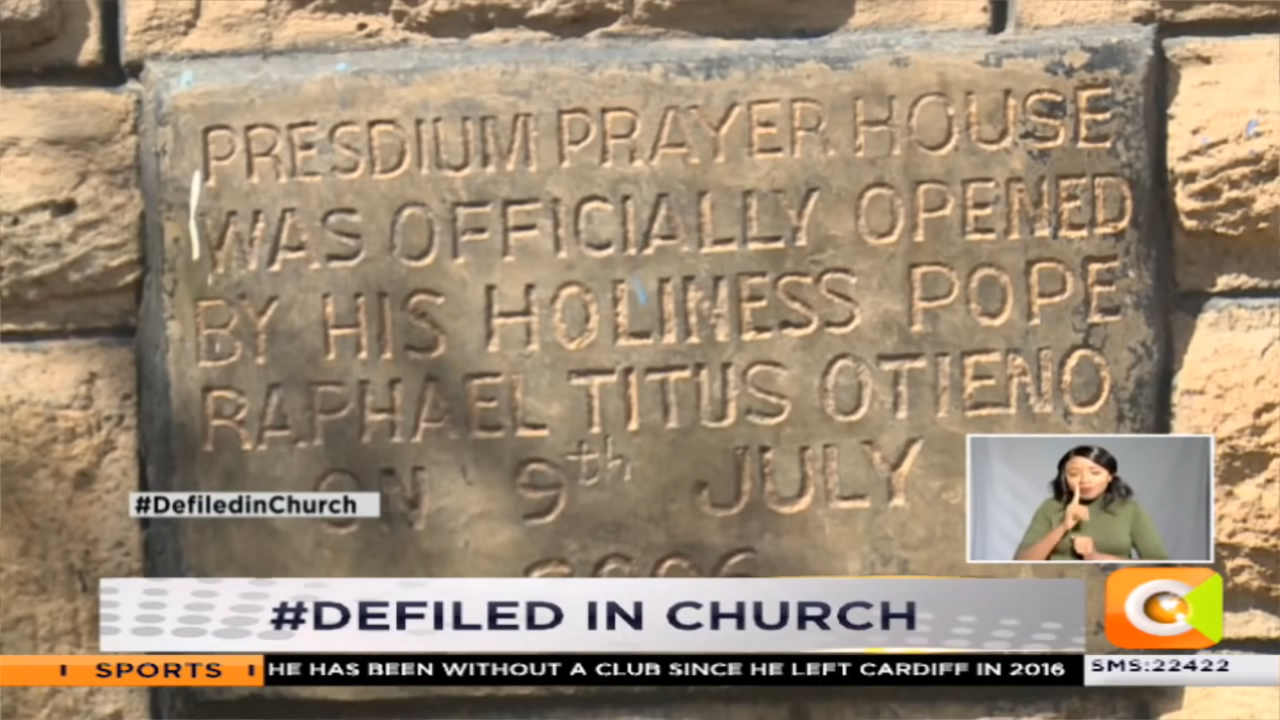 PRESDIUM PRAYER HOUSE
WAS OFFICIALLY OPENED
BY HIS HOLINESS POPE
RAPHAEL TITUS OTIENO
ON 9th JULY
#DefiledinChurch
#DEFILED IN CHURCH
SPORTS HE HAS BEEN WITHOUT A CLUB SINCE HE LEFT CARDIFF IN 2016 SMS:22422